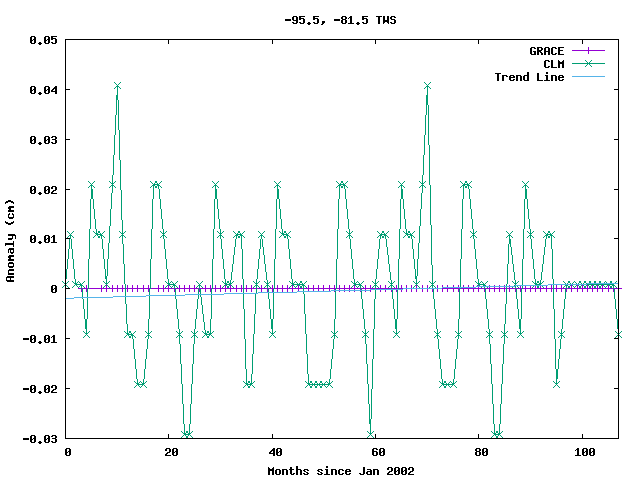 -95.5, -81.5 TWS
GRACE
CLM
Trend Line
0.05
0.04
0.03
0.02
0.01
0
-0.01
-0.02
-0.03
Anomaly (cm)
0 20 40 60 80 100
Months since Jan 2002